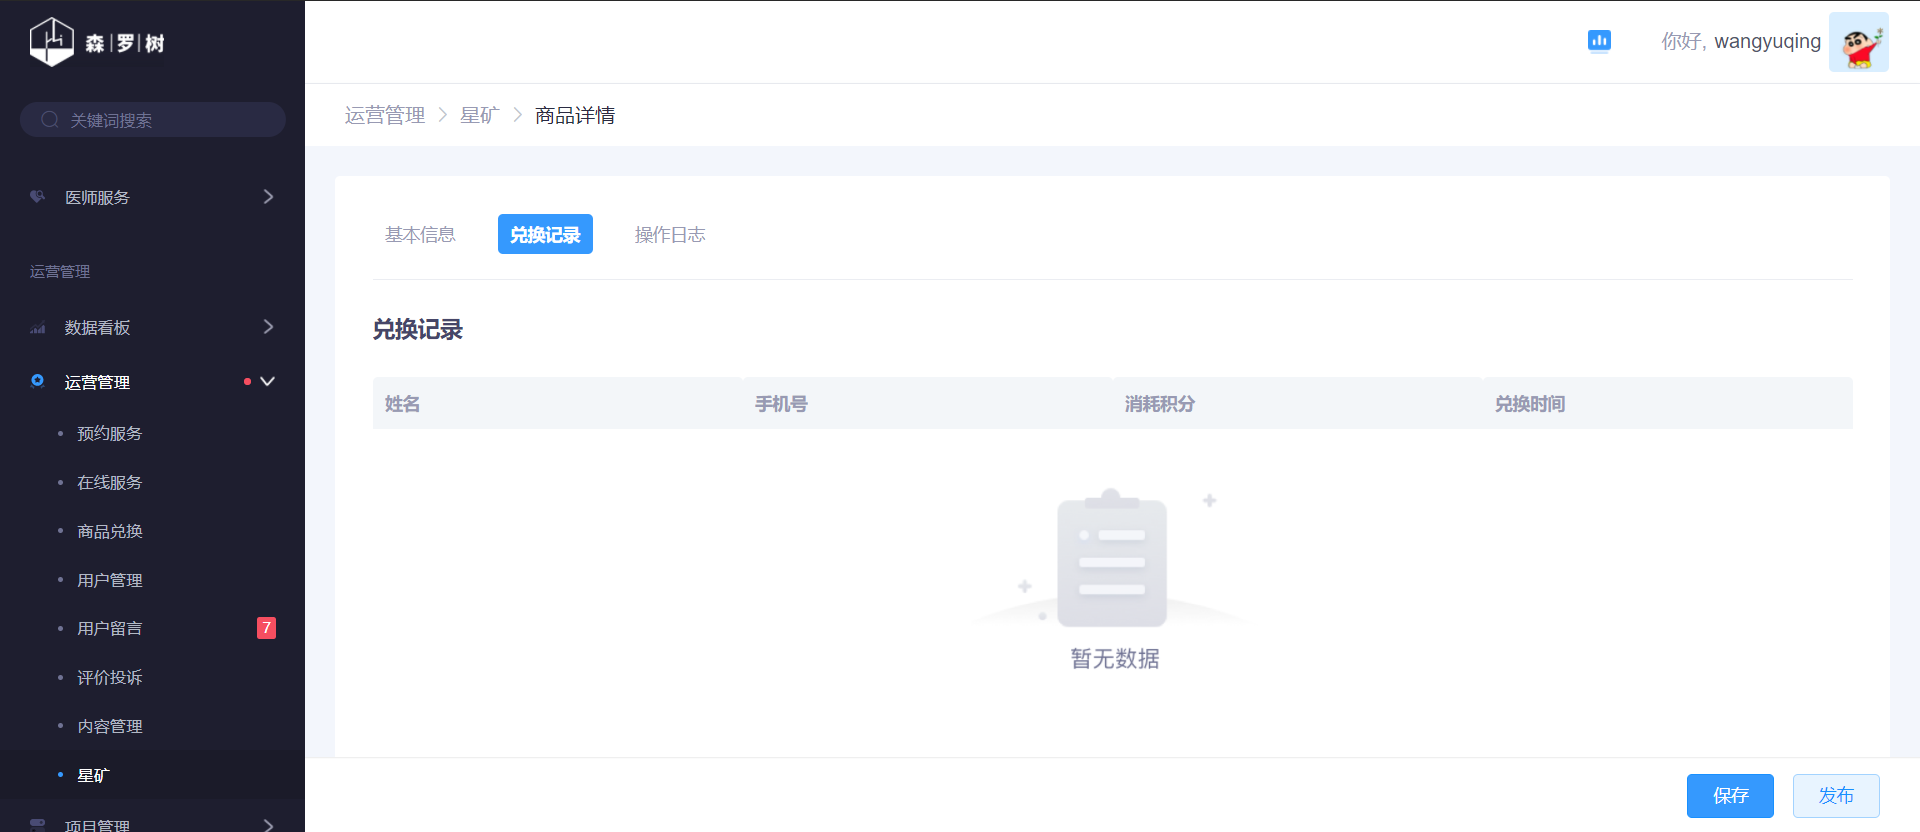 森罗树
关键词搜索
医师服务
运营管理
数据看板
运营管理
预约服务
在线服务
商品兑换
用户管理
用户留言 7
评价投诉
内容管理
星矿
项目管理
你好, wangyuqing
运营管理 > 星矿 > 商品详情
基本信息 兑换记录 操作日志
兑换记录
姓名 手机号 消耗积分 兑换时间
暂无数据
保存 发布